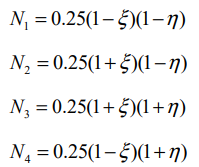 N₁ = 0.25(1−ξ)(1−η)
N₂ = 0.25(1+ξ)(1−η)
N₃ = 0.25(1+ξ)(1+η)
N₄ = 0.25(1−ξ)(1+η)